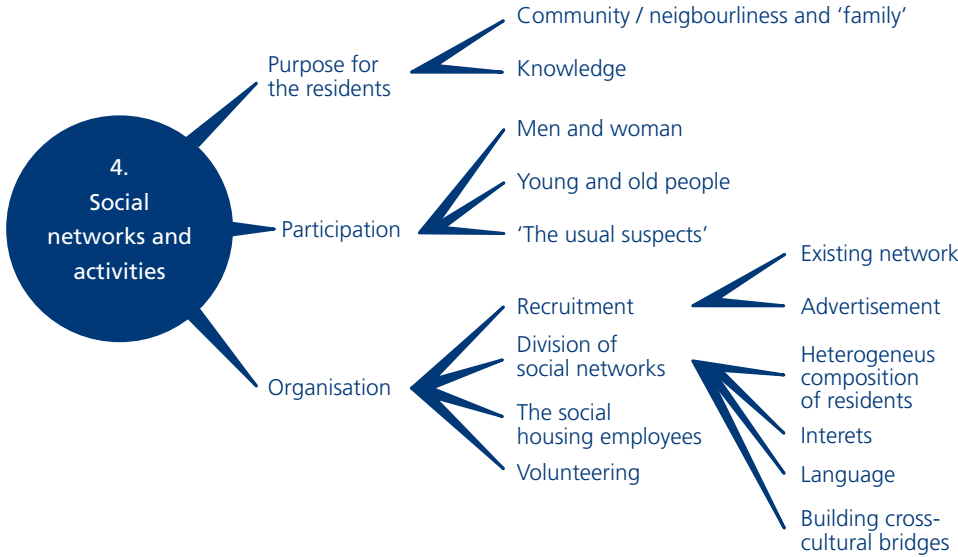 4.
Social
networks and
activities
Purpose for
the residents
Community / neigbourliness and ‘family’
Knowledge
Participation
Men and woman
Young and old people
‘The usual suspects’
Organisation
Recruitment
Existing network
Advertisement
Division of
social networks
Heterogeneus
composition
of residents
Interets
Language
Building cross-
cultural bridges
The social
housing employees
Volunteering